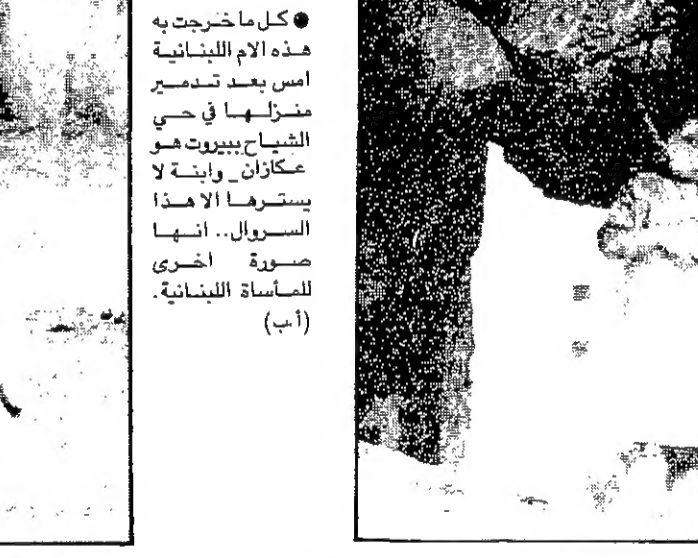 ● كل ما خرجت به
هذه الام اللبنانية
امس بعد تدمير
منزلها في حي
الشياح ببيروت هو
عكازان _ وابنة لا
يسترها الا هذا
السروال .. انها
صورة اخرى
للمأساة اللبنانية.
(أ.ب)